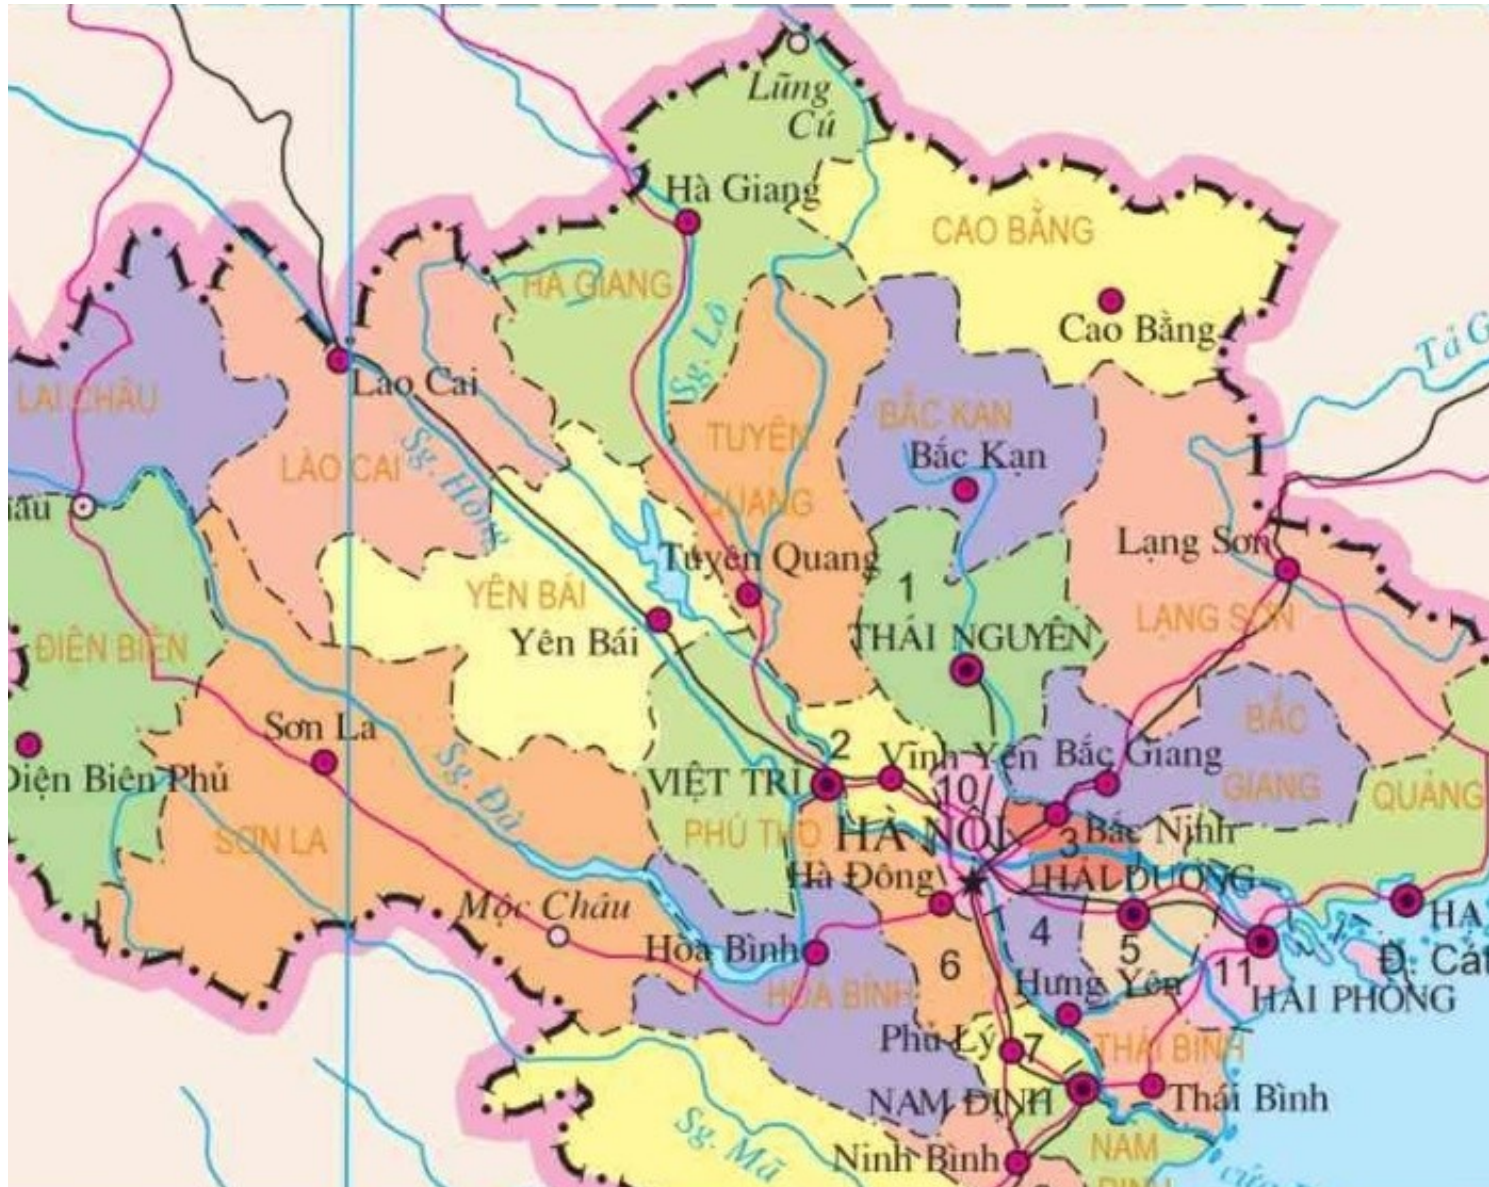 Lũng
Cú
Hà Giang
CAO BẰNG
HÀ GIANG
Cao Bằng
Sg. Lô
Tả G
Lào Cai
LAI CHÂU
BẮC KẠN
TUYÊN
Bắc Kạn
LÀO CAI
Sg. Hồng
QUANG
Lạng Sơn
Tuyên Quang
1
YÊN BÁI
LẠNG SƠN
THÁI NGUYÊN
Yên Bái
ĐIỆN BIÊN
BẮC
Sơn La
2
Vĩnh Yên
Bắc Giang
Điện Biên Phủ
VIỆT TRÌ
10
GIANG
QUẢNG
Sg. Đà
SƠN LA
PHÚ THỌ
HÀ NỘI
3
Bắc Ninh
Hà Đông
HẢI DƯƠNG
Mộc Châu
HẠ
4
5
Hòa Bình
6
11
Đ. Cát
Hưng Yên
HÒA BÌNH
HẢI PHÒNG
Phủ Lý
7
THÁI BÌNH
NAM ĐỊNH
Thái Bình
Sg. Mã
NAM
Ninh Bình
ĐỊNH
cửa